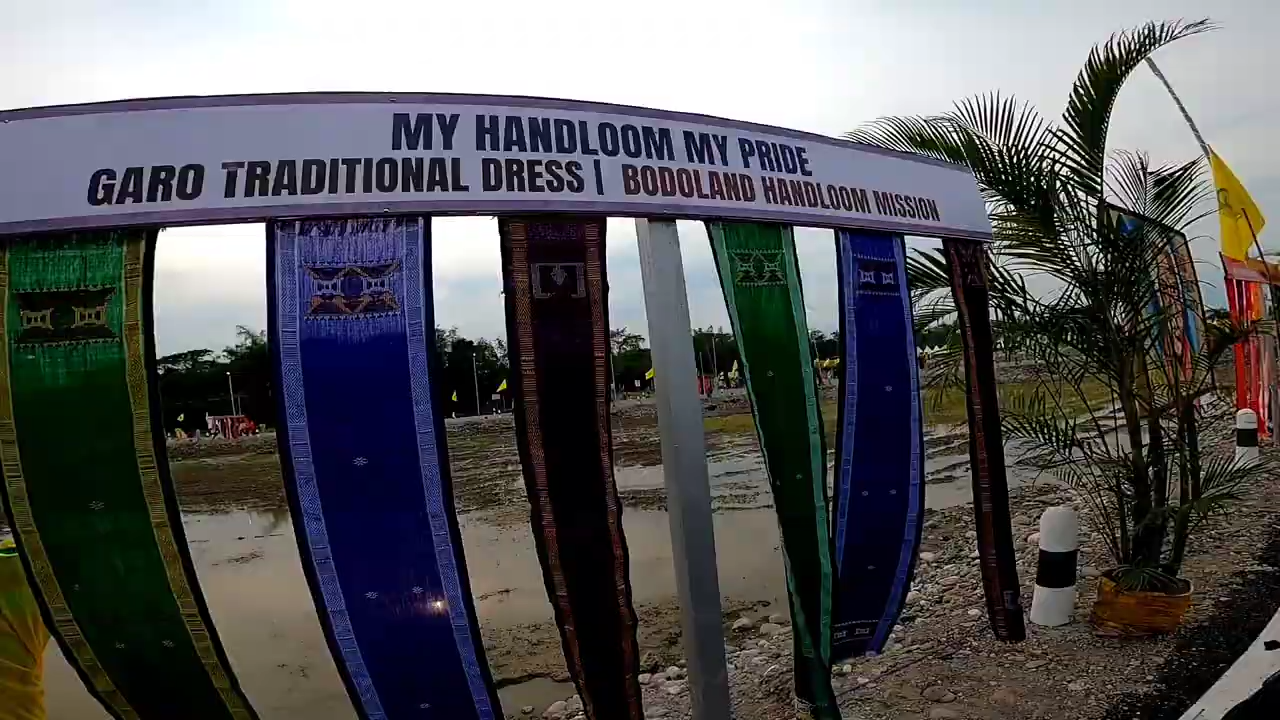 MY HANDLOOM MY PRIDE
GARO TRADITIONAL DRESS | BODOLAND HANDLOOM MISSION